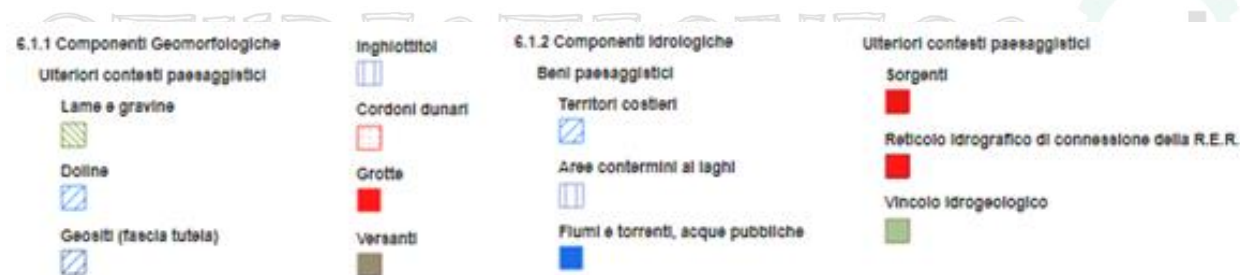 6.1.1 Componenti Geomorfologiche
Ulteriori contesti paesaggistici
Lame e gravine
Doline
Geositi (fascia tutela)
Inghiottitoi
Cordoni dunari
Grotte
Versanti
6.1.2 Componenti Idrologiche
Beni paesaggistici
Territori costieri
Aree contermini ai laghi
Fiumi e torrenti, acque pubbliche
Ulteriori contesti paesaggistici
Sorgenti
Reticolo Idrografico di connessione della R.E.R.
Vincolo Idrogeologico